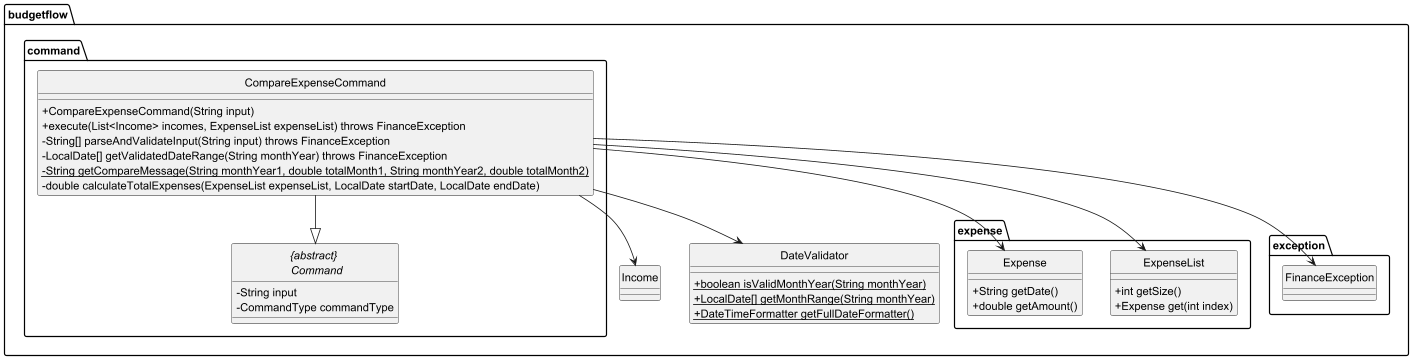 budgetflow
command
CompareExpenseCommand
+CompareExpenseCommand(String input)
+execute(List<Income> incomes, ExpenseList expenseList) throws FinanceException
-String[] parseAndValidateInput(String input) throws FinanceException
-LocalDate[] getValidatedDateRange(String monthYear) throws FinanceException
-String getCompareMessage(String monthYear1, double totalMonth1, String monthYear2, double totalMonth2)
-double calculateTotalExpenses(ExpenseList expenseList, LocalDate startDate, LocalDate endDate)
{abstract}
Command
-String input
-CommandType commandType
Income
DateValidator
+boolean isValidMonthYear(String monthYear)
+LocalDate[] getMonthRange(String monthYear)
+DateTimeFormatter getFullDateFormatter()
expense
Expense
+String getDate()
+double getAmount()
ExpenseList
+int getSize()
+Expense get(int index)
exception
FinanceException